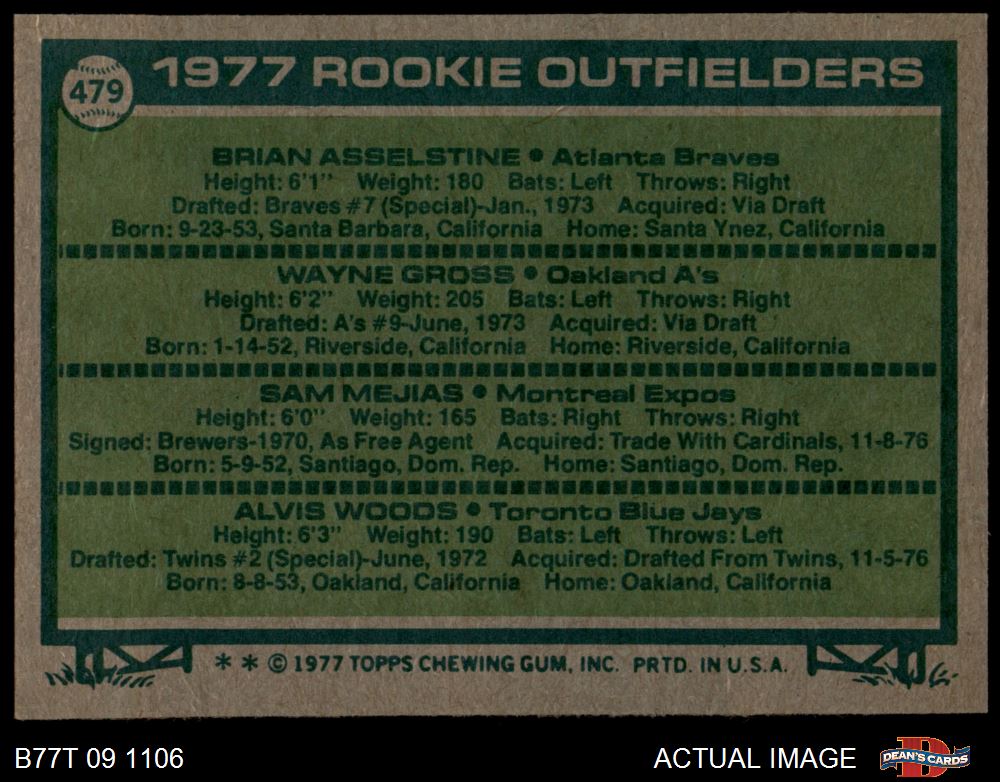 479
1977 ROOKIE OUTFIELDERS
BRIAN ASSELSTINE • Atlanta Braves
Height: 6'1" Weight: 180 Bats: Left Throws: Right
Drafted: Braves #7 (Special)-Jan., 1973 Acquired: Via Draft
Born: 9-23-53, Santa Barbara, California Home: Santa Ynez, California
WAYNE GROSS • Oakland A's
Height: 6'2" Weight: 205 Bats: Left Throws: Right
Drafted: A's #9-June, 1973 Acquired: Via Draft
Born: 1-14-52, Riverside, California Home: Riverside, California
SAM MEJIAS • Montreal Expos
Height: 6'0" Weight: 165 Bats: Right Throws: Right
Signed: Brewers-1970, As Free Agent Acquired: Trade With Cardinals, 11-8-76
Born: 5-9-52, Santiago, Dom. Rep. Home: Santiago, Dom. Rep.
ALVIS WOODS • Toronto Blue Jays
Height: 6'3" Weight: 190 Bats: Left Throws: Left
Drafted: Twins #2 (Special)-June, 1972 Acquired: Drafted From Twins, 11-5-76
Born: 8-8-53, Oakland, California Home: Oakland, California
* * © 1977 TOPPS CHEWING GUM, INC. PRTD. IN U.S.A.
B77T 09 1106 ACTUAL IMAGE DEAN'S CARDS